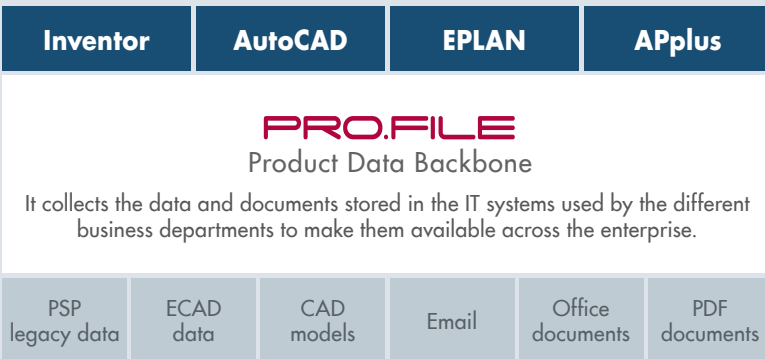 Inventor AutoCAD EPLAN APplus
PRO.FILE
Product Data Backbone
It collects the data and documents stored in the IT systems used by the different
business departments to make them available across the enterprise.
PSP
legacy data
ECAD
data
CAD
models
Email
Office
documents
PDF
documents